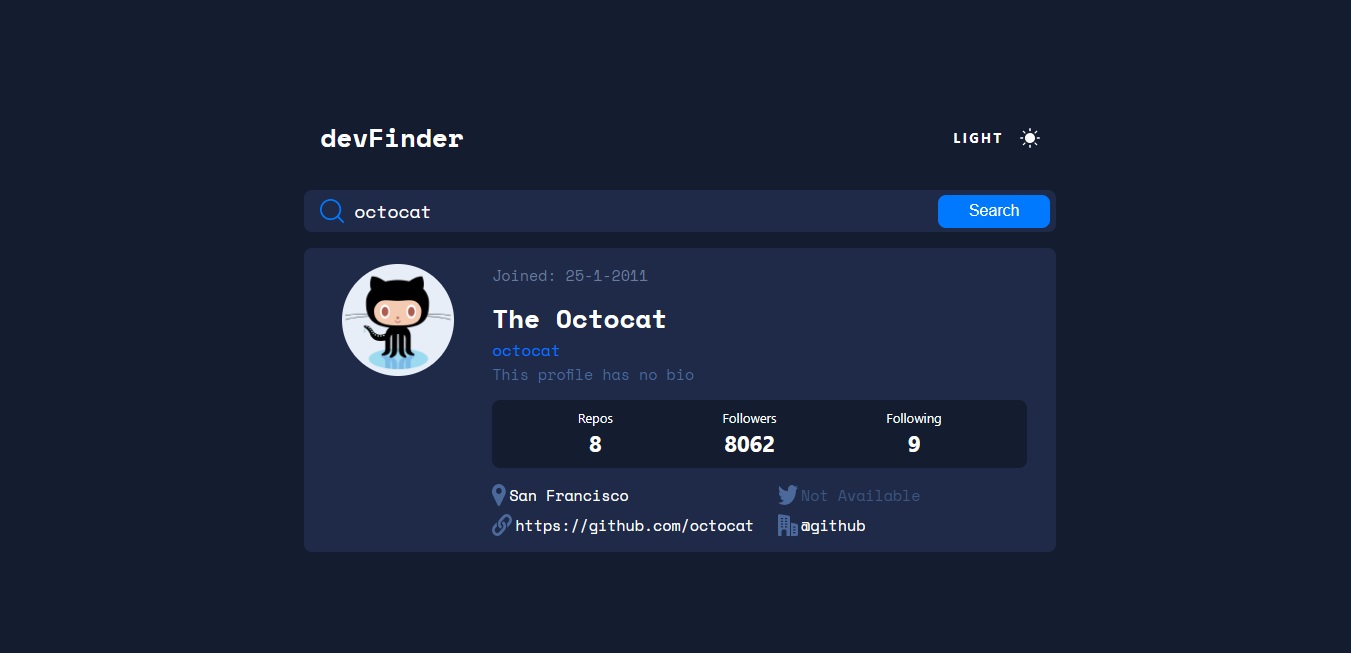 devFinder LIGHT
octocat Search
Joined: 25-1-2011
The Octocat
octocat
This profile has no bio
Repos Followers Following
8 8062 9
San Francisco Not Available
https://github.com/octocat @github